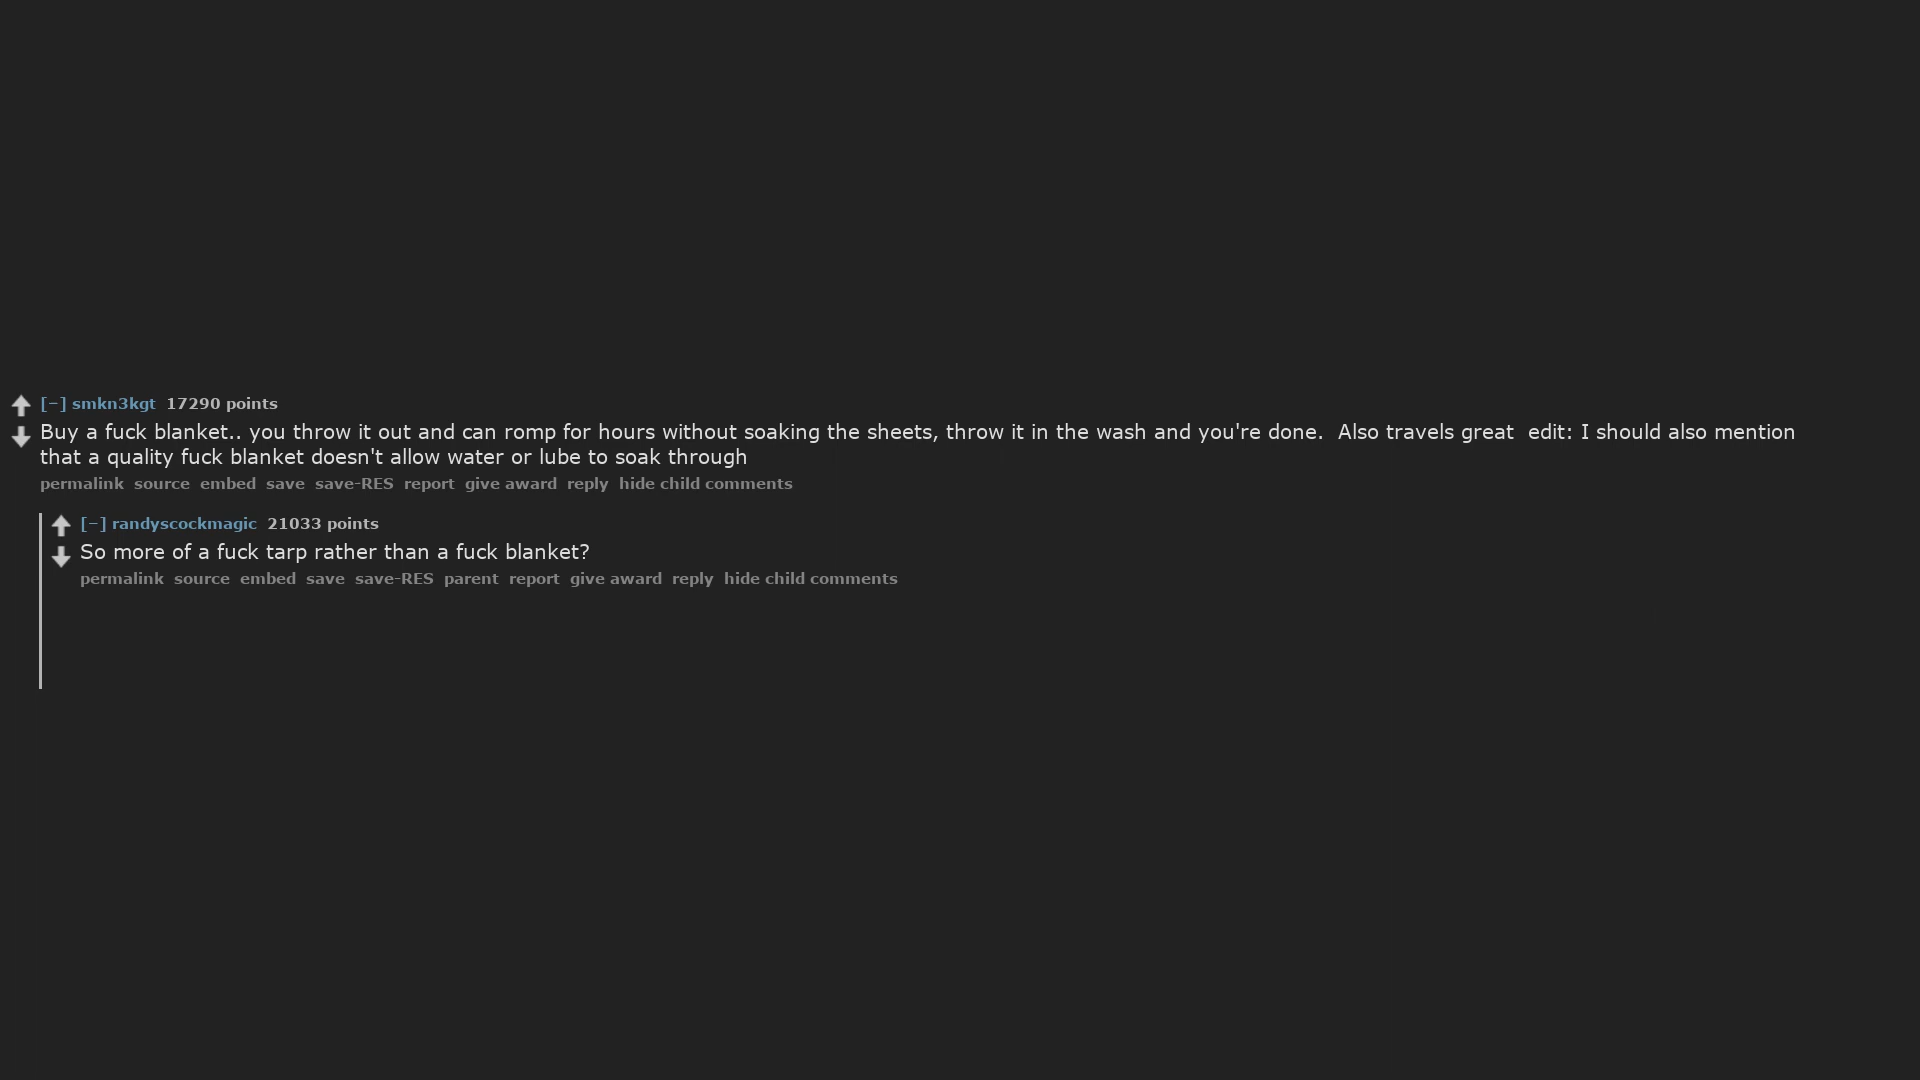 [−] smkn3kgt 17290 points
Buy a fuck blanket.. you throw it out and can romp for hours without soaking the sheets, throw it in the wash and you're done.  Also travels great  edit: I should also mention
that a quality fuck blanket doesn't allow water or lube to soak through
permalink source embed save save-RES report give award reply hide child comments
[−] randyscockmagic 21033 points
So more of a fuck tarp rather than a fuck blanket?
permalink source embed save save-RES parent report give award reply hide child comments